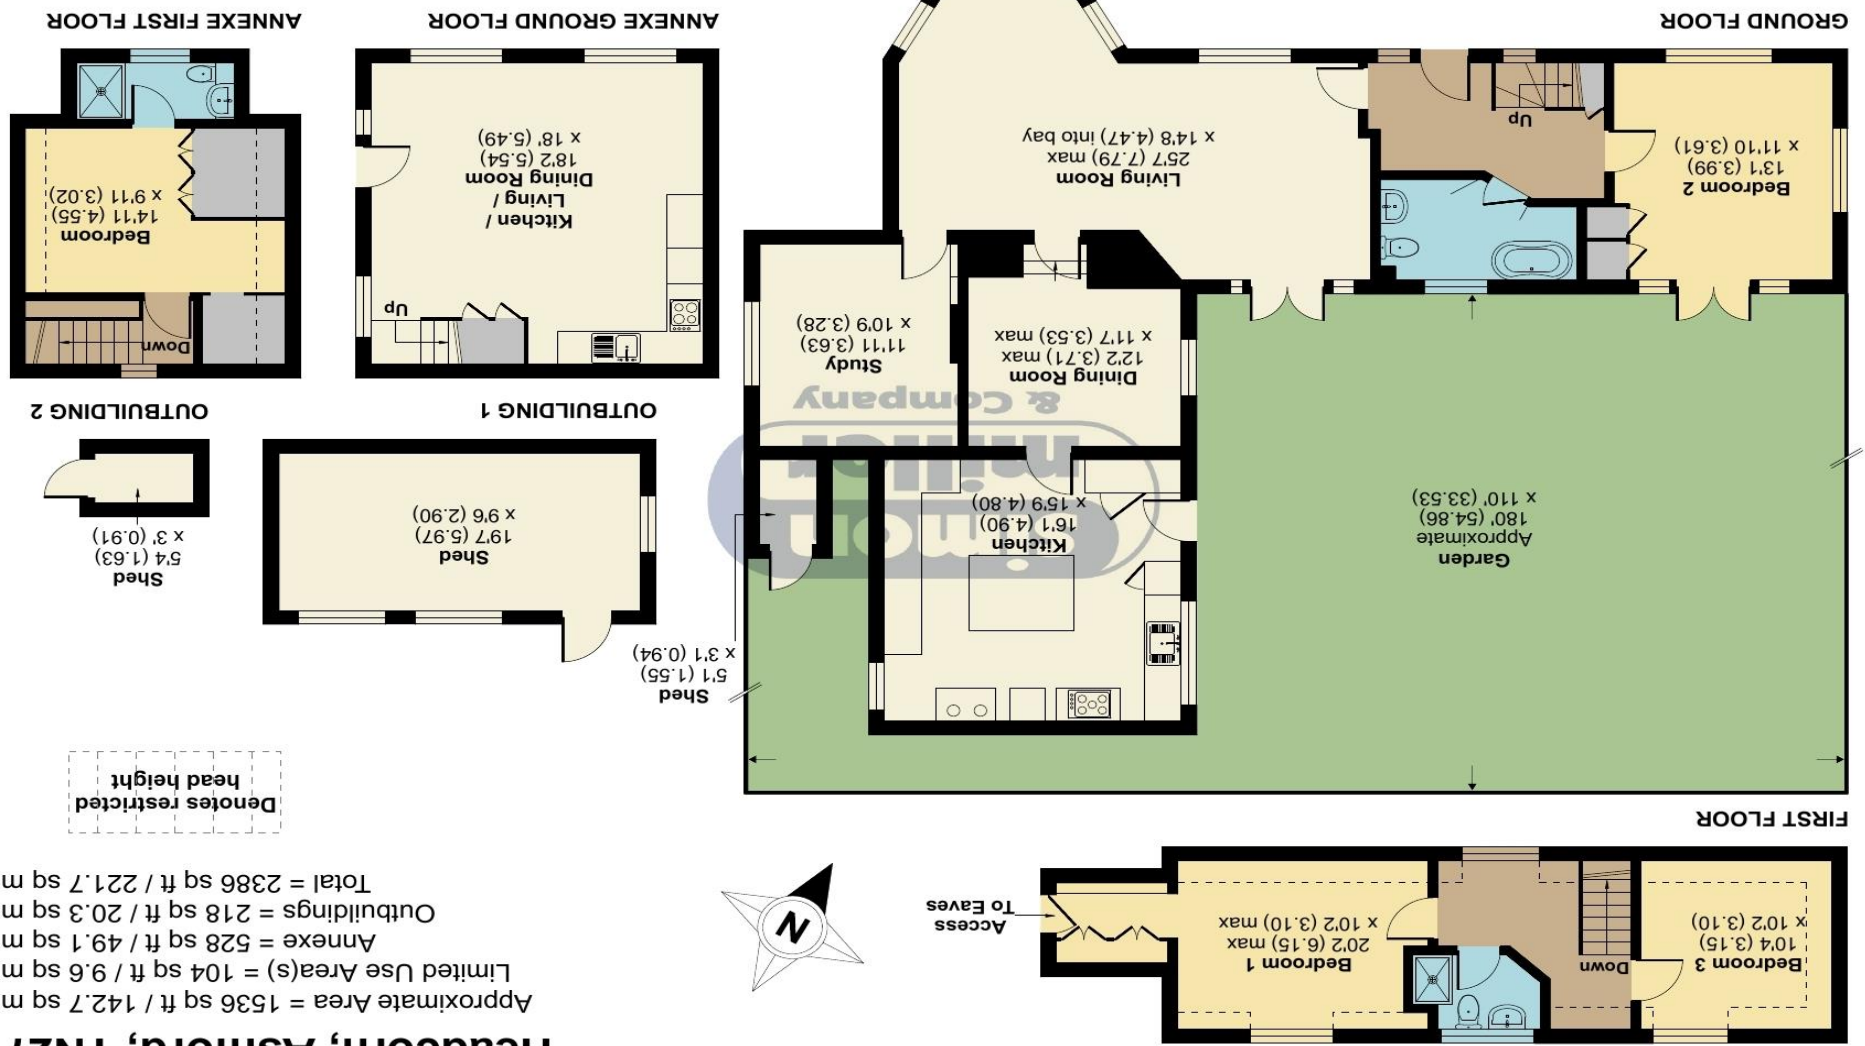 Headcorn, Ashford, TN27
Approximate Area = 1536 sq ft / 142.7 sq m
Limited Use Area(s) = 104 sq ft / 9.6 sq m
Annexe = 528 sq ft / 49.1 sq m
Outbuildings = 218 sq ft / 20.3 sq m
Total = 2386 sq ft / 221.7 sq m
Denotes restricted
head height
N
Bedroom 3
10'4 (3.15)
x 10'2 (3.10)
Down
Bedroom 1
20'2 (6.15) max
x 10'2 (3.10) max
Access
To Eaves
FIRST FLOOR
Garden
Approximate
180' (54.86)
x 110' (33.53)
Kitchen
16'1 (4.90)
x 15'9 (4.80)
Shed
5'1 (1.55)
x 3'1 (0.94)
simon
miller
& Company
Dining Room
12'2 (3.71) max
x 11'7 (3.53) max
Study
11'11 (3.63)
x 10'9 (3.28)
Bedroom 2
13'1 (3.99)
x 11'10 (3.61)
Up
Living Room
25'7 (7.79) max
x 14'8 (4.47) into bay
GROUND FLOOR
Shed
19'7 (5.97)
x 9'6 (2.90)
OUTBUILDING 1
Shed
5'4 (1.63)
x 3' (0.91)
OUTBUILDING 2
Up
Kitchen /
Living /
Dining Room
18'2 (5.54)
x 18' (5.49)
ANNEXE GROUND FLOOR
Down
Bedroom
14'11 (4.55)
x 9'11 (3.02)
ANNEXE FIRST FLOOR